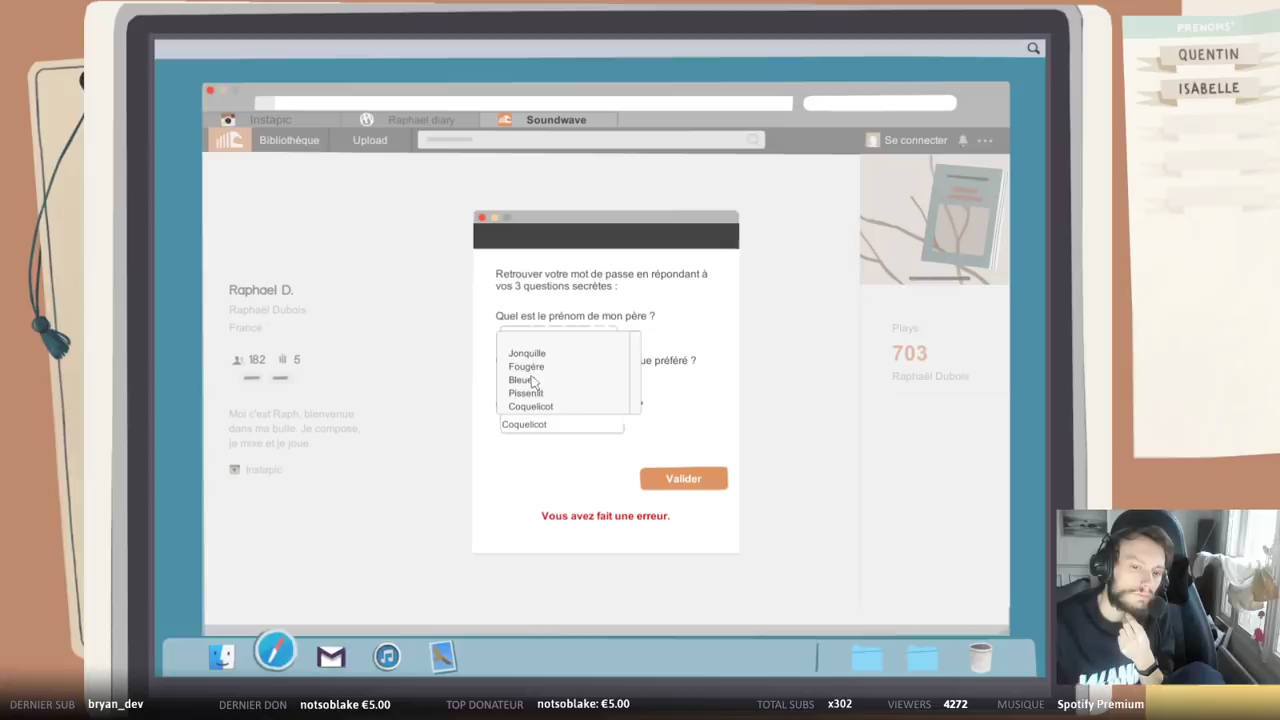 PRENOMS
QUENTIN
ISABELLE
Instapic
Raphael diary
Soundwave
Bibliothèque
Upload
Se connecter
Raphael D.
Raphaël Dubois
France
182
5
Moi c'est Raph, bienvenue
dans ma bulle. Je compose,
je mixe et je joue.
Instapic
Retrouver votre mot de passe en répondant à
vos 3 questions secrètes :
Quel est le prénom de mon père ?
ue préféré ?
Jonquille
Fougère
Bleue
Pissenlit
Coquelicot
Coquelicot
Valider
Vous avez fait une erreur.
Plays
703
Raphaël Dubois
DERNIER SUB bryan_dev
DERNIER DON notsoblake €5.00
TOP DONATEUR notsoblake: €5.00
TOTAL SUBS x302
VIEWERS 4272
MUSIQUE Spotify Premium